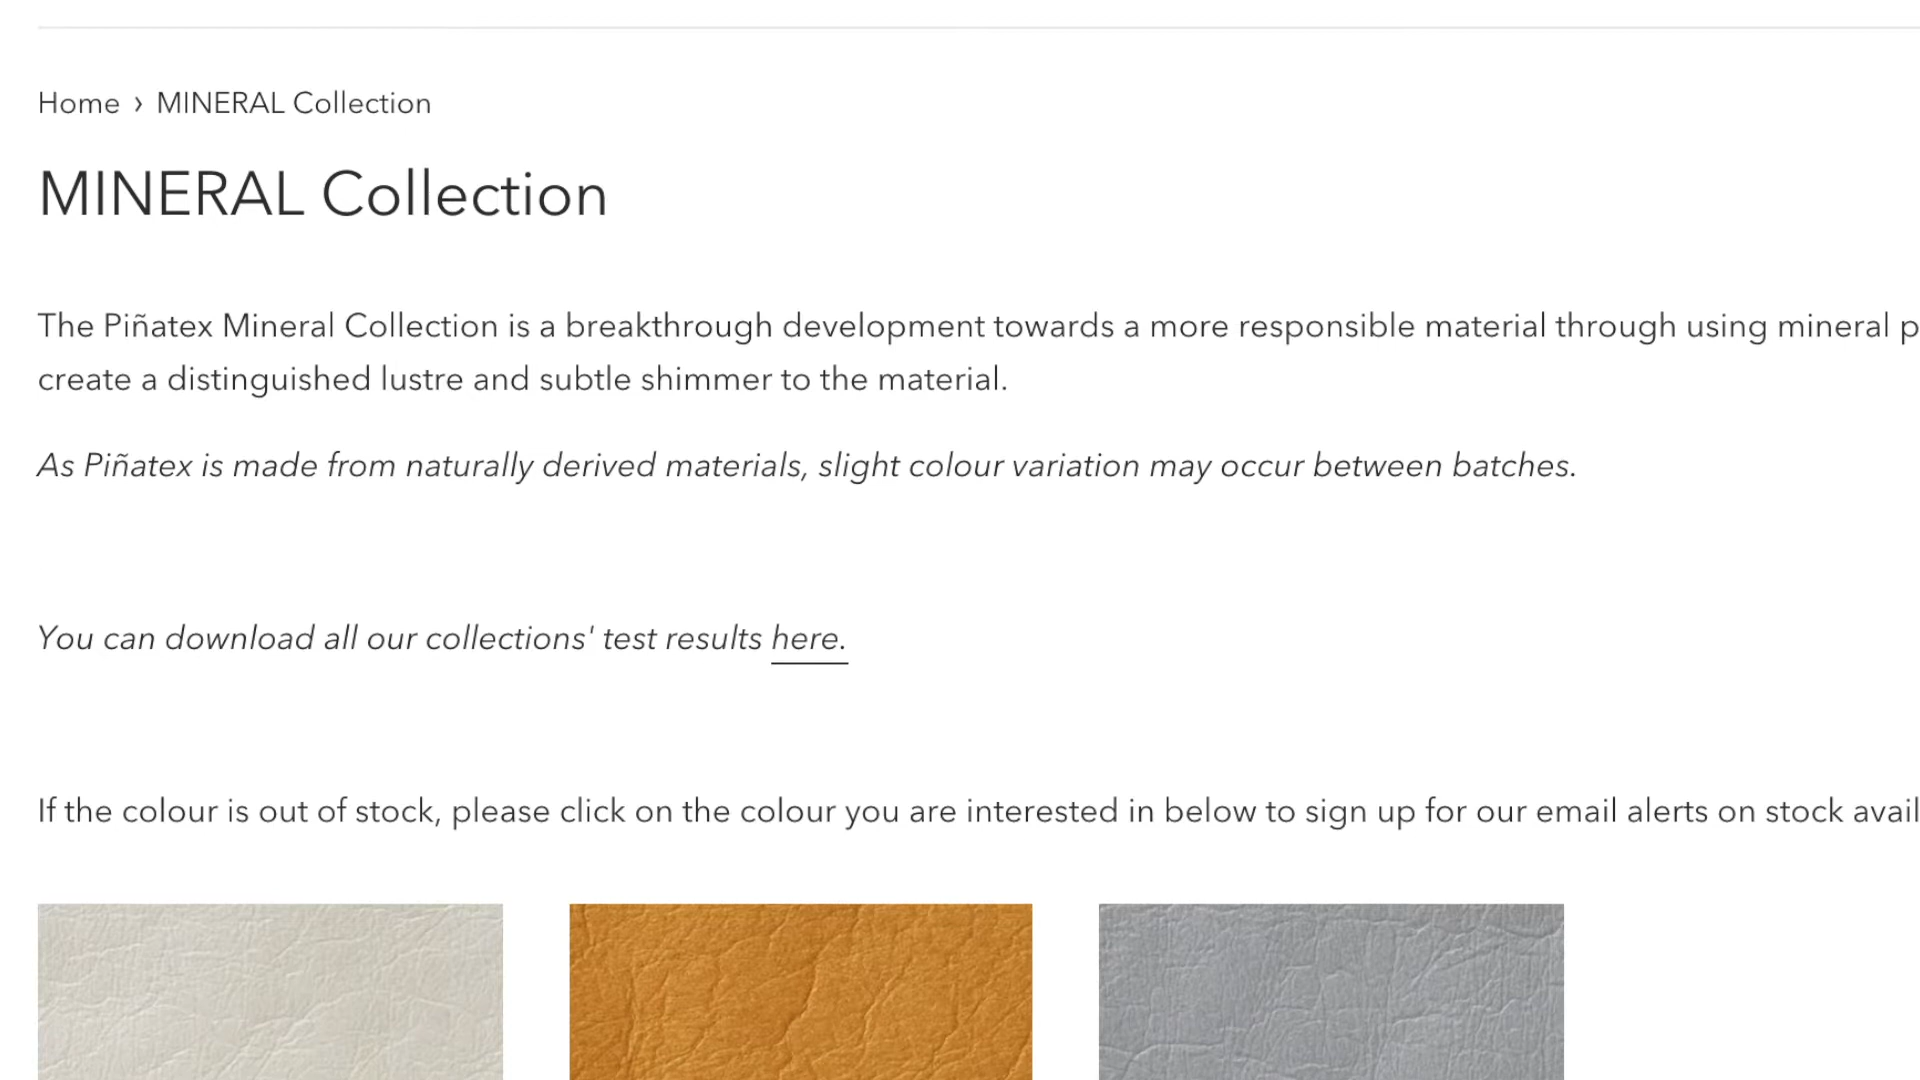 Home › MINERAL Collection
MINERAL Collection
The Piñatex Mineral Collection is a breakthrough development towards a more responsible material through using mineral
create a distinguished lustre and subtle shimmer to the material.
As Piñatex is made from naturally derived materials, slight colour variation may occur between batches.
You can download all our collections' test results here.
If the colour is out of stock, please click on the colour you are interested in below to sign up for our email alerts on stock